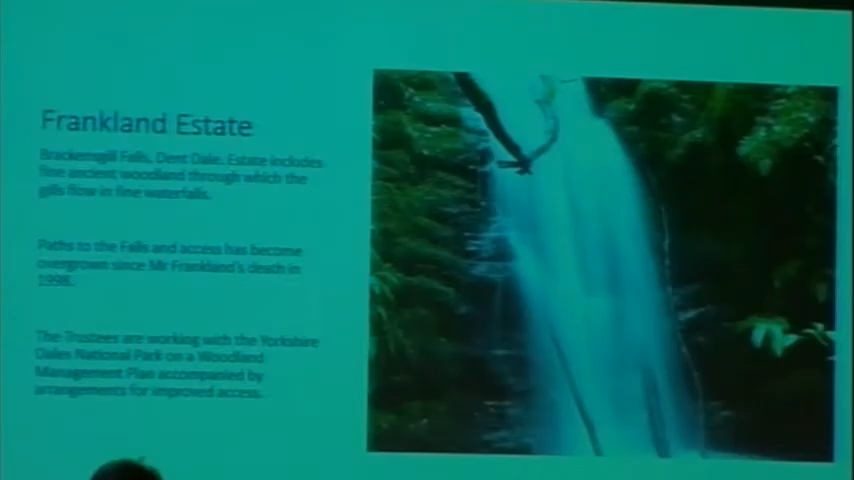 Frankland Estate
Brackensgill Falls, Dent Dale. Estate includes
fine ancient woodland through which the
gills flow in fine waterfalls.
Paths to the Falls and access has become
overgrown since Mr Frankland's death in
1998.
The Trustees are working with the Yorkshire
Dales National Park on a Woodland
Management Plan accompanied by
arrangements for improved access.